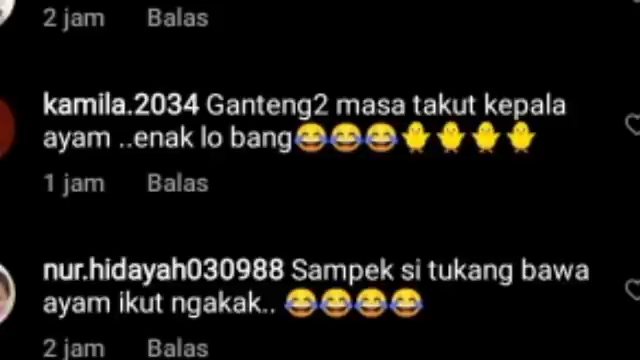 2 jam Balas
kamila.2034 Ganteng2 masa takut kepala
ayam ..enak lo bang😂😂😂🐥🐥🐥🐥
1 jam Balas
nur.hidayah030988 Sampek si tukang bawa
ayam ikut ngakak.. 😂😂😂😂
2 jam Balas